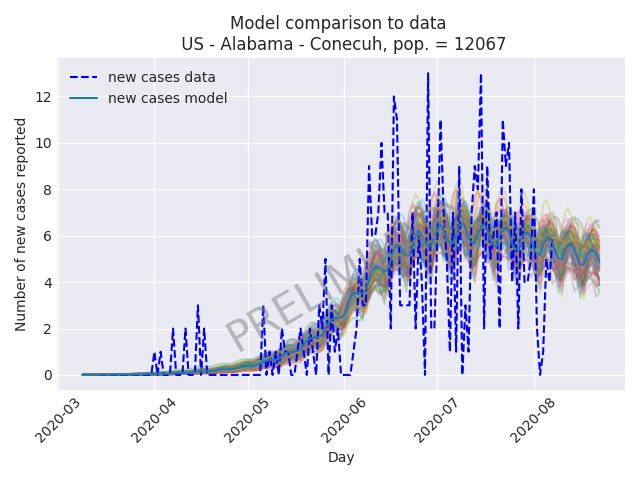 Model comparison to data
US - Alabama - Conecuh, pop. = 12067
new cases data
new cases model
Number of new cases reported
12
10
8
6
4
2
0
2020-03
2020-04
2020-05
2020-06
2020-07
2020-08
Day